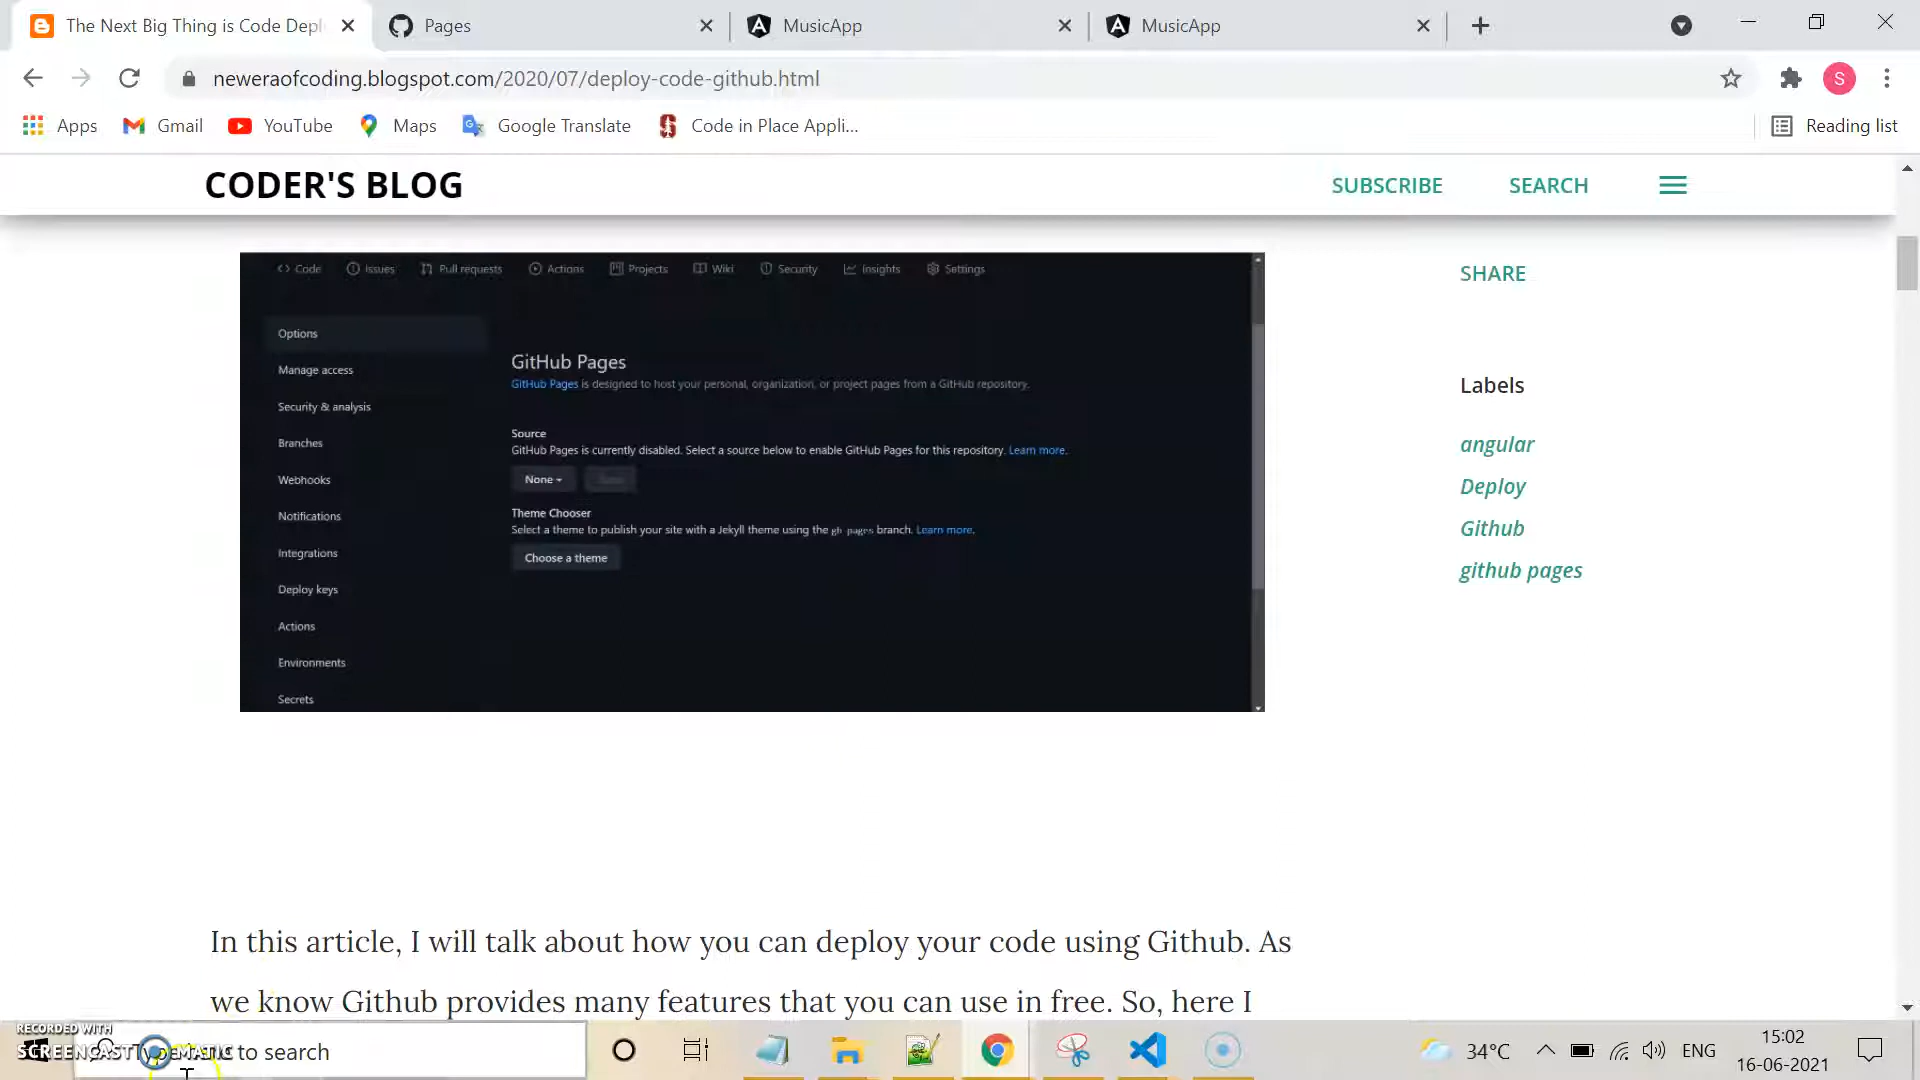 The Next Big Thing is Code Depl
Pages
MusicApp
MusicApp
neweraofcoding.blogspot.com/2020/07/deploy-code-github.html
S
Apps
Gmail
YouTube
Maps
Google Translate
Code in Place Appli...
Reading list
CODER'S BLOG
SUBSCRIBE
SEARCH
Code
Issues
Pull requests
Actions
Projects
Wiki
Security
Insights
Settings
Options
Manage access
Security & analysis
Branches
Webhooks
Notifications
Integrations
Deploy keys
Actions
Environments
Secrets
GitHub Pages
GitHub Pages is designed to host your personal, organization, or project pages from a GitHub repository.
Source
GitHub Pages is currently disabled. Select a source below to enable GitHub Pages for this repository. Learn more.
None
Theme Chooser
Select a theme to publish your site with a Jekyll theme using the gh-pages branch. Learn more.
Choose a theme
SHARE
Labels
angular
Deploy
Github
github pages
In this article, I will talk about how you can deploy your code using Github. As
we know Github provides many features that you can use in free. So, here I
RECORDED WITH
SCREENCAST MATIC
to search
34°C
ENG
15:02
16-06-2021